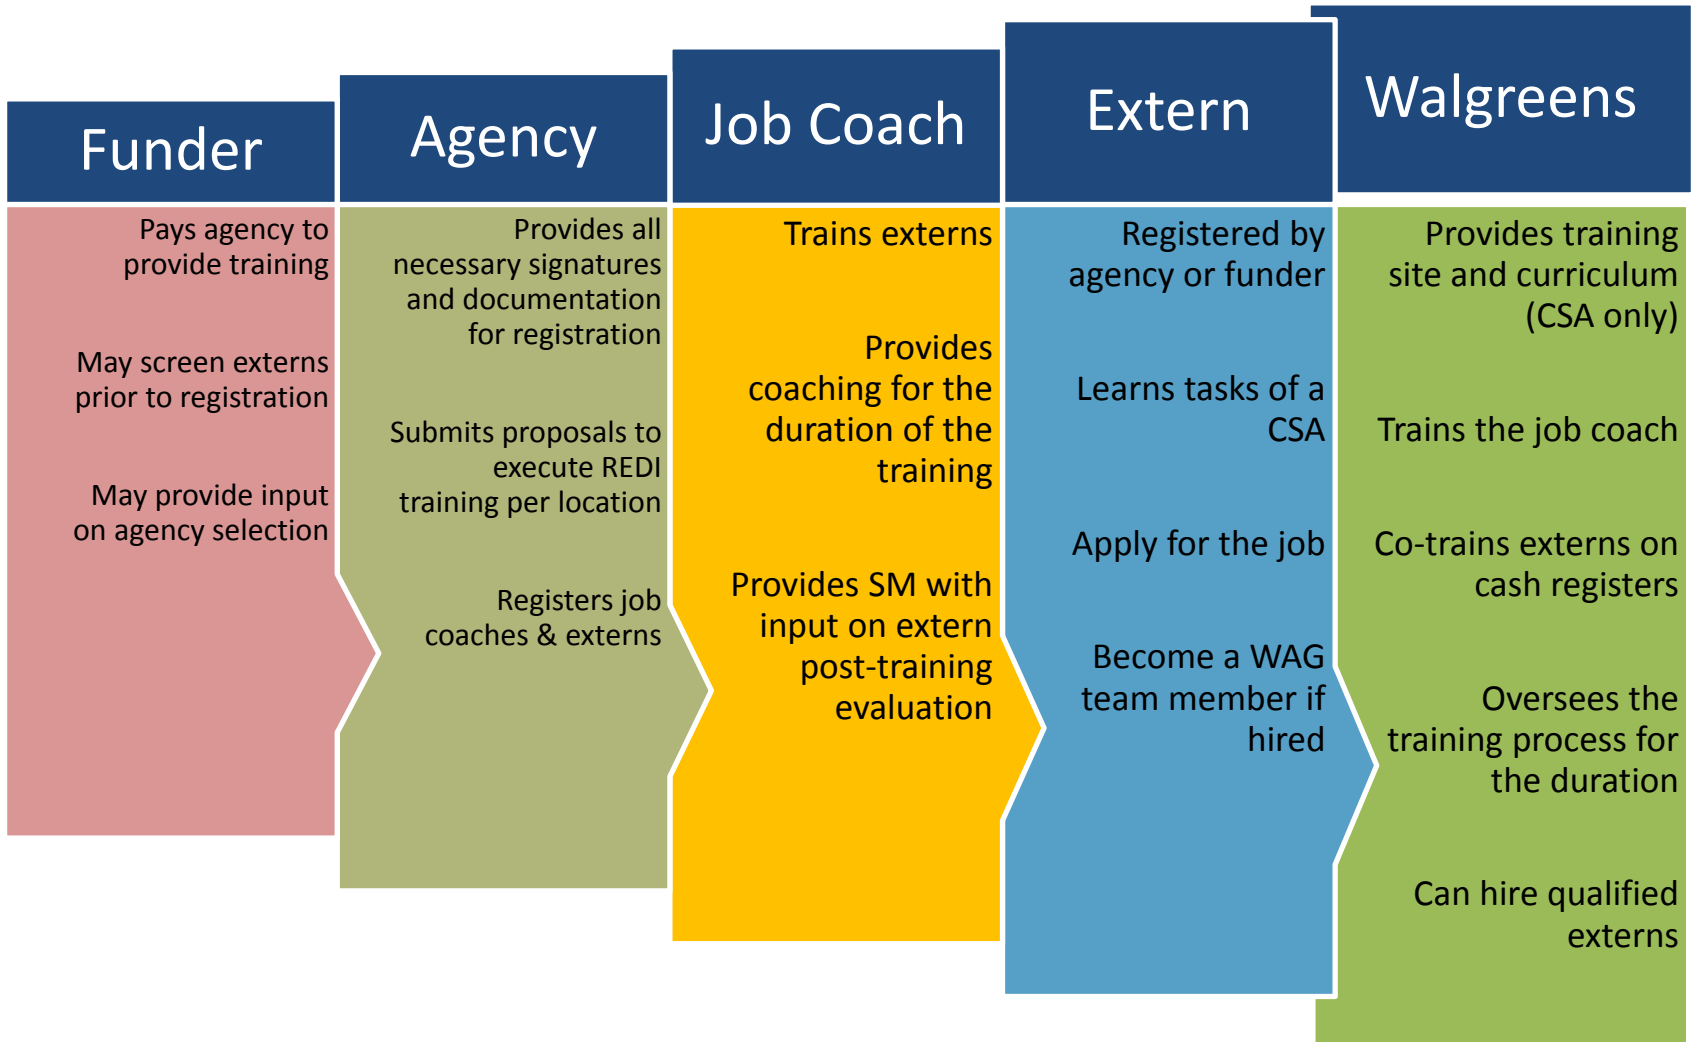 Funder
Pays agency to
provide training
May screen externs
prior to registration
May provide input
on agency selection
Agency
Provides all
necessary signatures
and documentation
for registration
Submits proposals to
execute REDI
training per location
Registers job
coaches & externs
Job Coach
Trains externs
Provides
coaching for the
duration of the
training
Provides SM with
input on extern
post-training
evaluation
Extern
Registered by
agency or funder
Learns tasks of a
CSA
Apply for the job
Become a WAG
team member if
hired
Walgreens
Provides training
site and curriculum
(CSA only)
Trains the job coach
Co-trains externs on
cash registers
Oversees the
training process for
the duration
Can hire qualified
externs